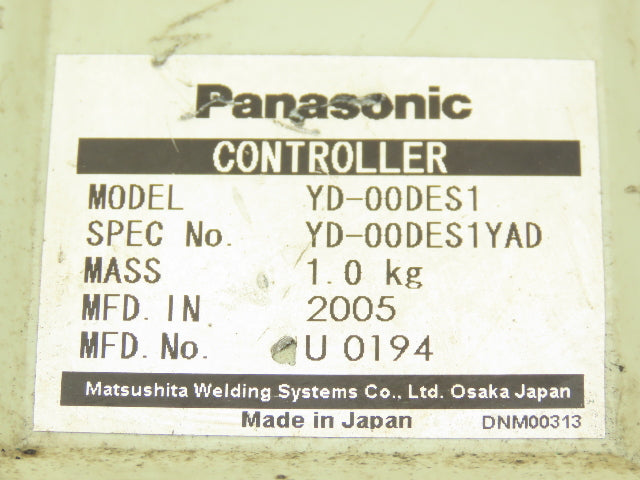 Panasonic
CONTROLLER
MODEL YD-00DES1
SPEC No. YD-00DES1YAD
MASS 1.0 kg
MFD. IN 2005
MFD. No. U 0194
Matsushita Welding Systems Co., Ltd. Osaka Japan
Made in Japan DNM00313